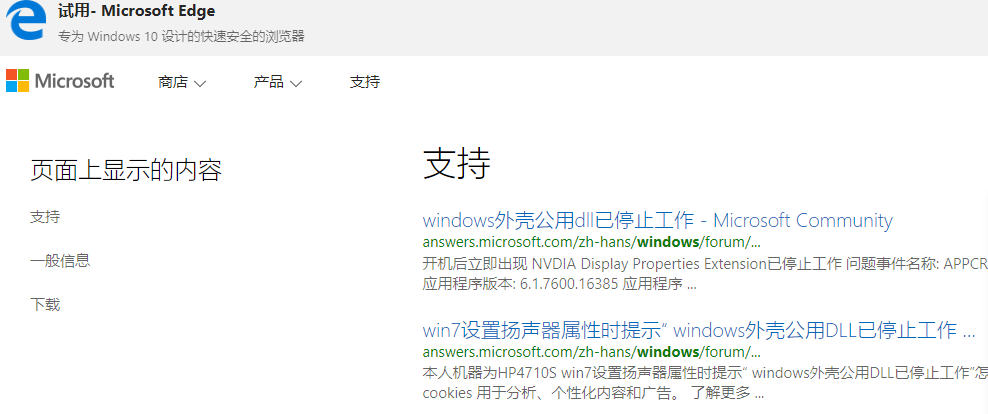 试用- Microsoft Edge
专为 Windows 10 设计的快速安全的浏览器
Microsoft 商店 产品 支持
页面上显示的内容
支持
一般信息
下载
支持
windows外壳公用dll已停止工作 - Microsoft Community
answers.microsoft.com/zh-hans/windows/forum/...
开机后立即出现 NVDIA Display Properties Extension已停止工作 问题事件名称: APPCR
应用程序版本: 6.1.7600.16385 应用程序 ...
win7设置扬声器属性时提示“ windows外壳公用DLL已停止工作 ...
answers.microsoft.com/zh-hans/windows/forum/...
本人机器为HP4710S win7设置扬声器属性时提示“ windows外壳公用DLL已停止工作”怎
cookies 用于分析、个性化内容和广告。 了解更多 ...